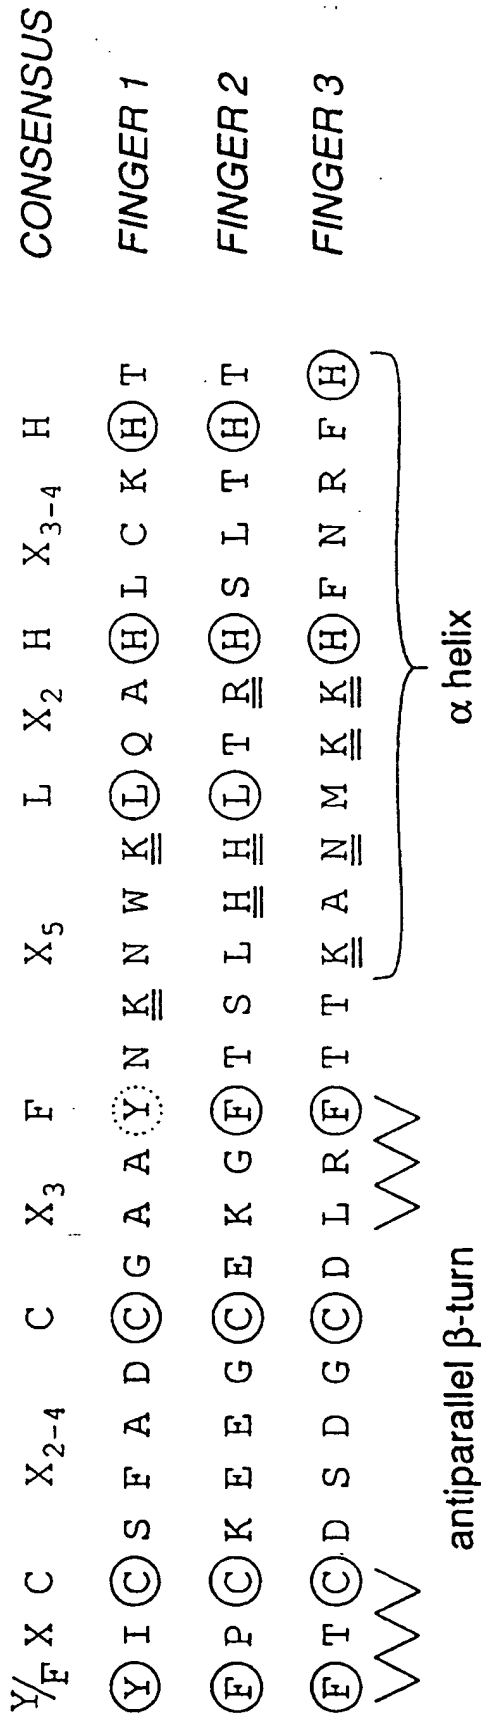 Y/F X C X2-4 C X3 F X5 L X2 H X3-4 H CONSENSUS
Y I C S F A D C G A A Y N K N W K L Q A H L C K H T FINGER 1
F P C K E E G C E K G F T S L H H L T R H S L T H T FINGER 2
F T C D S D G C D L R F T T K A N M K K H F N R F H FINGER 3
antiparallel β-turn α helix